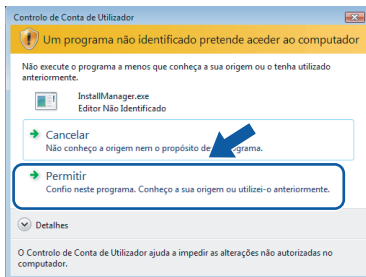 Controlo de Conta de Utilizador
Um programa não identificado pretende aceder ao computador
Não execute o programa a menos que conheça a sua origem ou o tenha utilizado
anteriormente.
InstallManager.exe
Editor Não Identificado
Cancelar
Não conheço a origem nem o propósito de
Permitir
Confio neste programa. Conheço a sua origem ou utilizei-o anteriormente.
Detalhes
O Controlo de Conta de Utilizador ajuda a impedir as alterações não autorizadas no
computador.